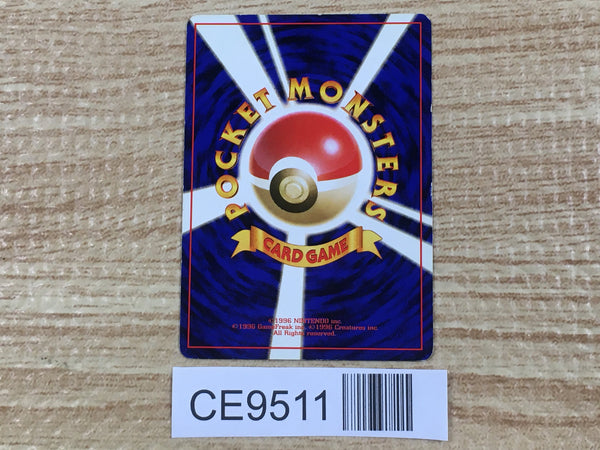 POCKET MONSTERS
CARD GAME
©1996 NINTENDO inc.
©1996 GameFreak inc. ©1996 Creatures inc.
All Rights reserved.
CE9511